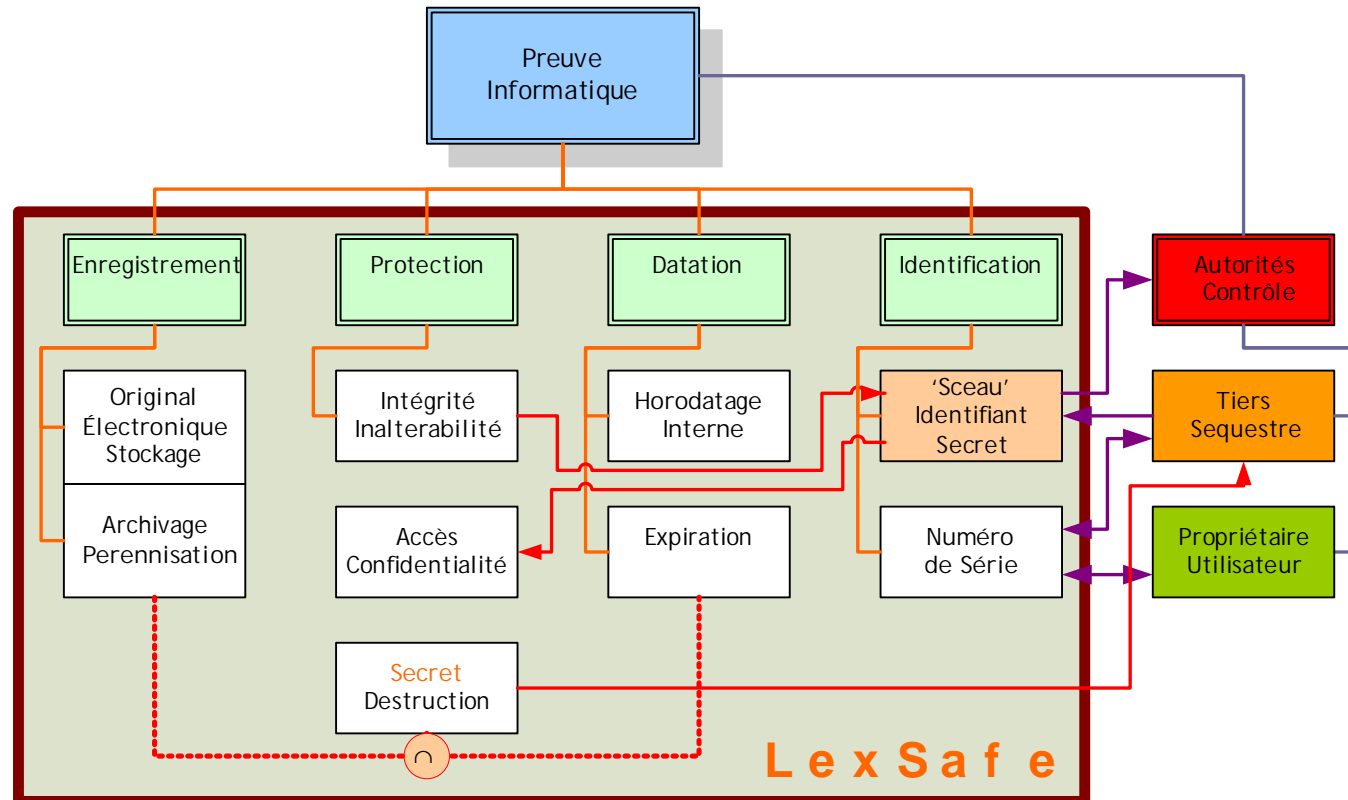 Preuve
Informatique
Enregistrement
Protection
Datation
Identification
Autorités
Contrôle
Original
Électronique
Stockage
Intégrité
Inalterabilité
Horodatage
Interne
'Sceau'
Identifiant
Secret
Tiers
Sequestre
Archivage
Perennisation
Accès
Confidentialité
Expiration
Numéro
de Série
Propriétaire
Utilisateur
Secret
Destruction
∩
LexSafe